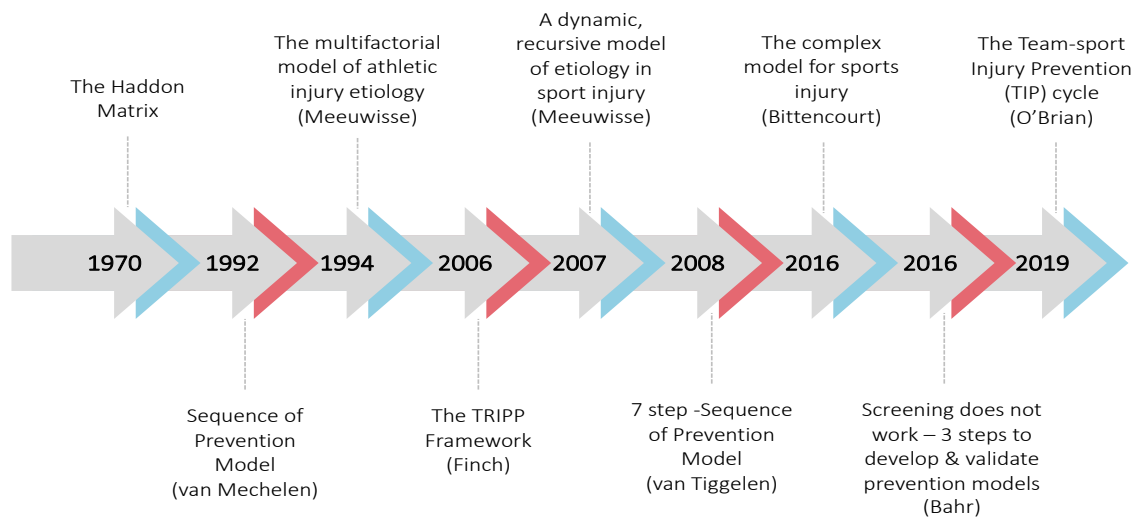 The Haddon
Matrix
The multifactorial
model of athletic
injury etiology
(Meeuwisse)
A dynamic,
recursive model
of etiology in
sport injury
(Meeuwisse)
The complex
model for sports
injury
(Bittencourt)
The Team-sport
Injury Prevention
(TIP) cycle
(O’Brian)
1970 1992 1994 2006 2007 2008 2016 2016 2019
Sequence of
Prevention
Model
(van Mechelen)
The TRIPP
Framework
(Finch)
7 step -Sequence
of Prevention
Model
(van Tiggelen)
Screening does not
work – 3 steps to
develop & validate
prevention models
(Bahr)